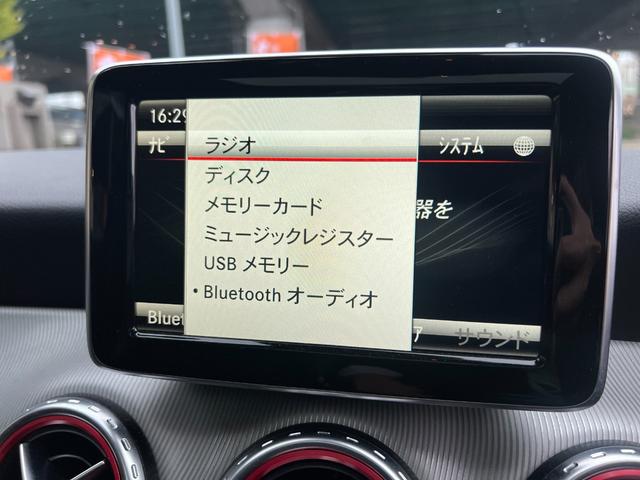 16:29
ナビ
システム
ラジオ
ディスク
メモリーカード
ミュージックレジスター
USB メモリー
• Bluetooth オーディオ
器を
サウンド